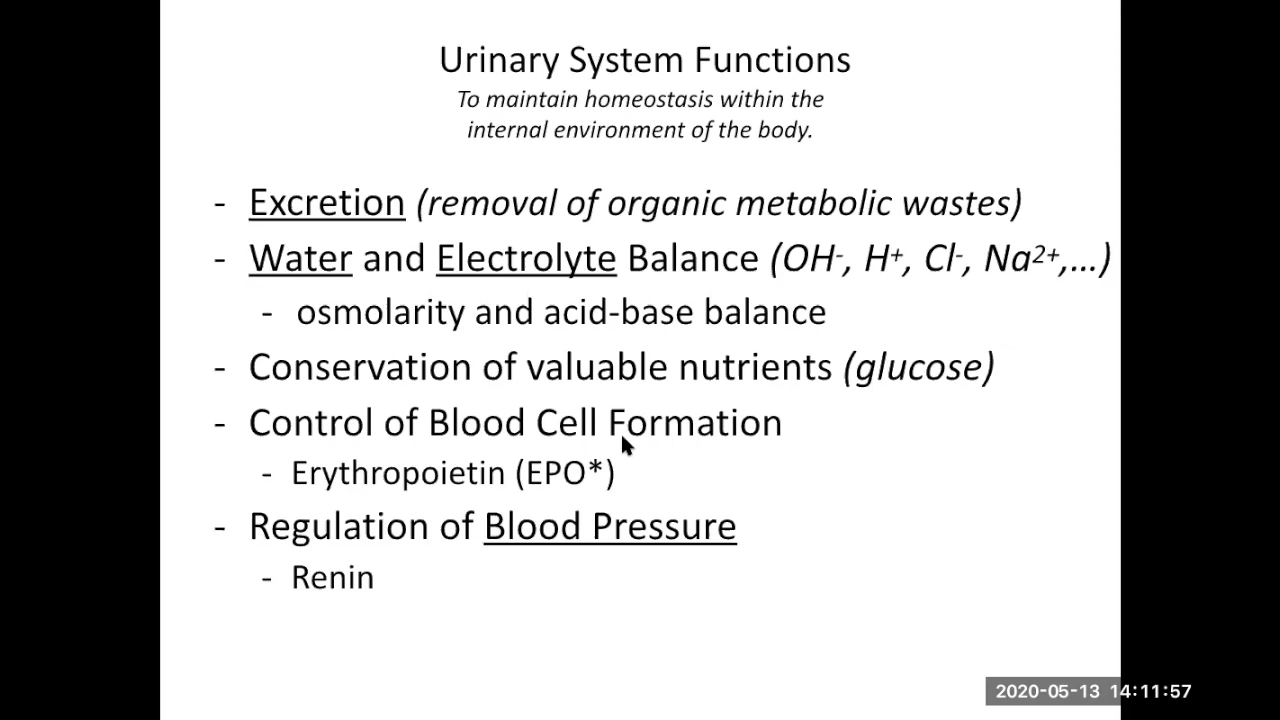 Urinary System Functions
To maintain homeostasis within the
internal environment of the body.
- Excretion (removal of organic metabolic wastes)
- Water and Electrolyte Balance (OH⁻, H⁺, Cl⁻, Na²⁺,...)
- osmolarity and acid-base balance
- Conservation of valuable nutrients (glucose)
- Control of Blood Cell Formation
- Erythropoietin (EPO*)
- Regulation of Blood Pressure
- Renin
2020-05-13 14:11:57